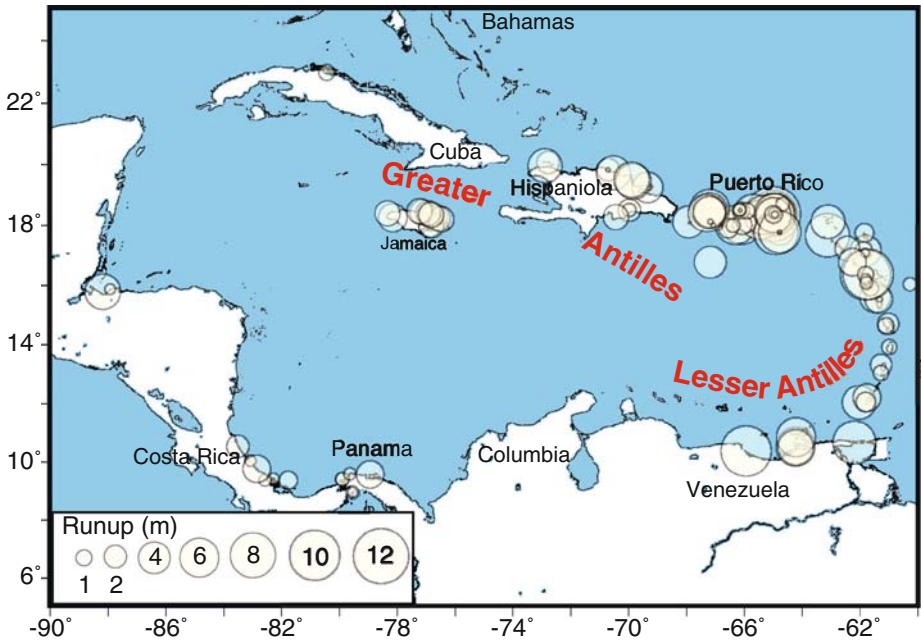 Bahamas
22°
Cuba
Greater
Hispaniola
Puerto Rico
18°
Jamaica
Antilles
14°
Lesser Antilles
Costa Rica
Panama
Columbia
10°
Venezuela
Runup (m)
1 2 4 6 8 10 12
6°
-90 -86° -82° -78° -74° -70° -66° -62°